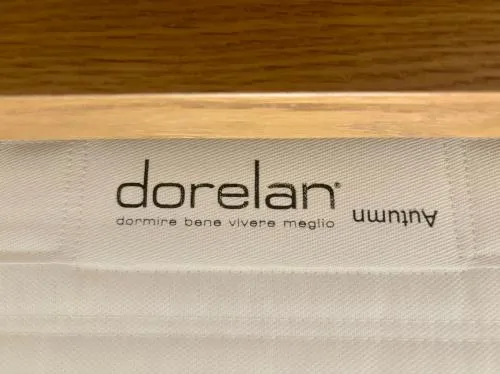 dorelan®
dormire bene vivere meglio
Autumn